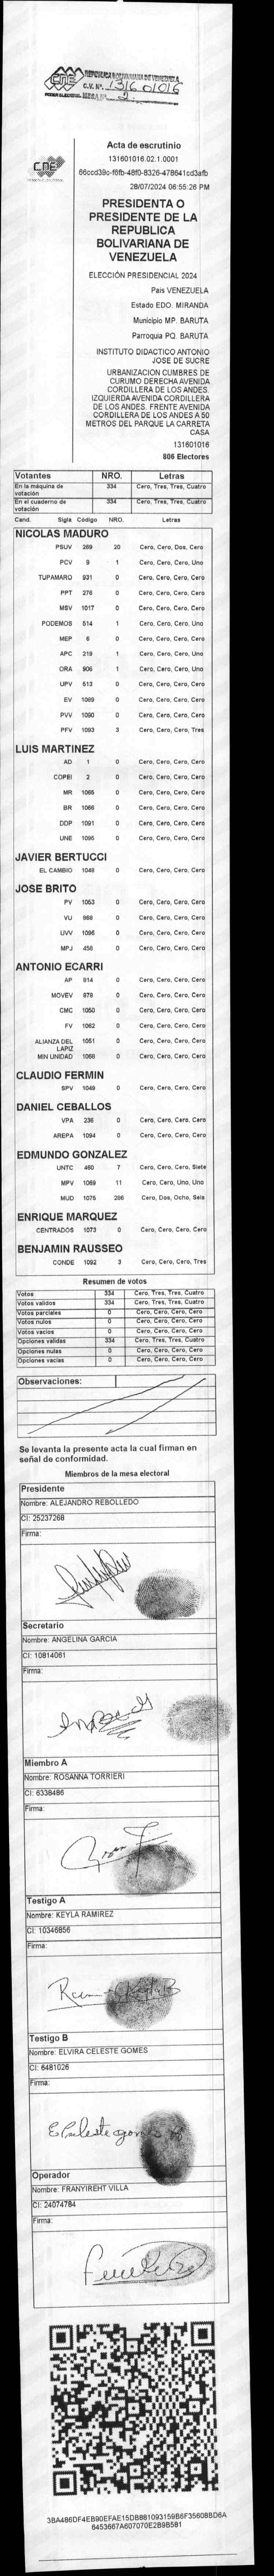 CNE
REPÚBLICA BOLIVARIANA DE VENEZUELA
C.V. Nº. 131601016
PODER ELECTORAL MESA Nº. 2
CNE
Acta de escrutinio
131601016.02.1.0001
28/07/2024 06:55:26 PM
PRESIDENTA O
PRESIDENTE DE LA
REPUBLICA
BOLIVARIANA DE
VENEZUELA
ELECCIÓN PRESIDENCIAL 2024
Pais VENEZUELA
Estado EDO. MIRANDA
Municipio MP. BARUTA
Parroquia PQ. BARUTA
INSTITUTO DIDACTICO ANTONIO
JOSE DE SUCRE
URBANIZACION CUMBRES DE
CURUMO DERECHA AVENIDA
CORDILLERA DE LOS ANDES.
IZQUIERDA AVENIDA CORDILLERA
DE LOS ANDES. FRENTE AVENIDA
CORDILLERA DE LOS ANDES A 50
METROS DEL PARQUE LA CARRETA
CASA
131601016
806 Electores
Votantes NRO. Letras
En la máquina de votación 334 Cero, Tres, Tres, Cuatro
En el cuaderno de votación 334 Cero, Tres, Tres, Cuatro
Cand. Sigla Código NRO. Letras
NICOLAS MADURO
PSUV 269 20 Cero, Cero, Dos, Cero
PCV 9 1 Cero, Cero, Cero, Uno
TUPAMARO 931 0 Cero, Cero, Cero, Cero
PPT 276 0 Cero, Cero, Cero, Cero
MSV 1017 0 Cero, Cero, Cero, Cero
PODEMOS 514 1 Cero, Cero, Cero, Uno
MEP 6 0 Cero, Cero, Cero, Cero
APC 219 1 Cero, Cero, Cero, Uno
ORA 906 1 Cero, Cero, Cero, Uno
UPV 513 0 Cero, Cero, Cero, Cero
EV 1089 0 Cero, Cero, Cero, Cero
PVV 1090 0 Cero, Cero, Cero, Cero
PFV 1093 3 Cero, Cero, Cero, Tres
LUIS MARTINEZ
AD 1 0 Cero, Cero, Cero, Cero
COPEI 2 0 Cero, Cero, Cero, Cero
MR 1065 0 Cero, Cero, Cero, Cero
BR 1066 0 Cero, Cero, Cero, Cero
DDP 1091 0 Cero, Cero, Cero, Cero
UNE 1095 0 Cero, Cero, Cero, Cero
JAVIER BERTUCCI
EL CAMBIO 1048 0 Cero, Cero, Cero, Cero
JOSE BRITO
PV 1053 0 Cero, Cero, Cero, Cero
VU 868 0 Cero, Cero, Cero, Cero
UVV 1096 0 Cero, Cero, Cero, Cero
MPJ 456 0 Cero, Cero, Cero, Cero
ANTONIO ECARRI
AP 814 0 Cero, Cero, Cero, Cero
MOVEV 879 0 Cero, Cero, Cero, Cero
CMC 1050 0 Cero, Cero, Cero, Cero
FV 1062 0 Cero, Cero, Cero, Cero
ALIANZA DEL LAPIZ 1051 0 Cero, Cero, Cero, Cero
MIN UNIDAD 1068 0 Cero, Cero, Cero, Cero
CLAUDIO FERMIN
SPV 1049 0 Cero, Cero, Cero, Cero
DANIEL CEBALLOS
VPA 236 0 Cero, Cero, Cero, Cero
AREPA 1094 0 Cero, Cero, Cero, Cero
EDMUNDO GONZALEZ
UNTC 460 7 Cero, Cero, Cero, Siete
MPV 1069 11 Cero, Cero, Uno, Uno
MUD 1076 286 Cero, Dos, Ocho, Seis
ENRIQUE MARQUEZ
CENTRADOS 1073 0 Cero, Cero, Cero, Cero
BENJAMIN RAUSSEO
CONDE 1092 3 Cero, Cero, Cero, Tres
Resumen de votos
Votos 334 Cero, Tres, Tres, Cuatro
Votos validos 334 Cero, Tres, Tres, Cuatro
Votos parciales 0 Cero, Cero, Cero, Cero
Votos nulos 0 Cero, Cero, Cero, Cero
Votos vacios 0 Cero, Cero, Cero, Cero
Opciones validas 334 Cero, Tres, Tres, Cuatro
Opciones nulas 0 Cero, Cero, Cero, Cero
Opciones vacias 0 Cero, Cero, Cero, Cero
Observaciones:
Se levanta la presente acta la cual firman en
señal de conformidad.
Miembros de la mesa electoral
Presidente
Nombre: ALEJANDRO REBOLLEDO
CI: 25237268
Firma:
Secretario
Nombre: ANGELINA GARCIA
CI: 10814061
Firma:
Miembro A
Nombre: ROSANNA TORRIERI
CI: 6338486
Firma:
Testigo A
Nombre: KEYLA RAMIREZ
CI: 10346856
Firma:
Testigo B
Nombre: ELVIRA CELESTE GOMES
CI: 6481026
Firma:
Operador
Nombre: FRANYIREHT VILLA
CI: 24074784
Firma: